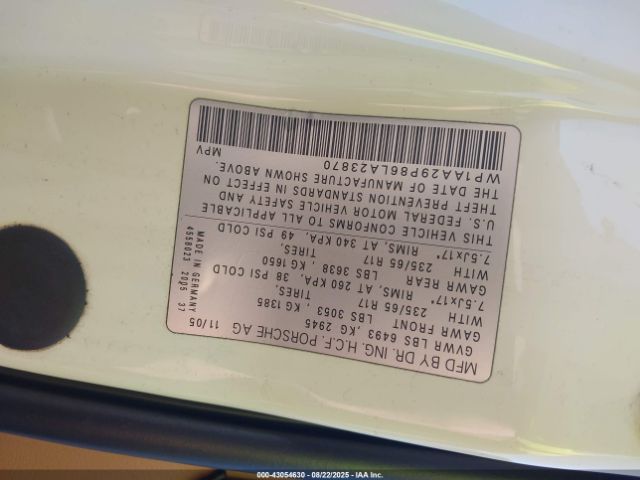 MFD BY DR. ING. H.C.F. PORSCHE AG
11/05
GVWR LBS 6493 ,KG 2945
GAWR FRONT LBS 3053 , KG 1385
WITH 235/65 R17 TIRES,
7.5Jx17" RIMS, AT 260 KPA, 38 PSI COLD
GAWR REAR LBS 3638 , KG 1650
WITH 235/65 R17 TIRES,
7.5Jx17" RIMS, AT 340 KPA, 49 PSI COLD
THIS VEHICLE CONFORMS TO ALL APPLICABLE
U.S. FEDERAL MOTOR VEHICLE SAFETY AND
THEFT PREVENTION STANDARDS IN EFFECT ON
THE DATE OF MANUFACTURE SHOWN ABOVE.
WP1AA29P86LA23870 MPV
MADE IN GERMANY
4558023 2005 37
000-43054630 - 08/22/2025 - IAA Inc.